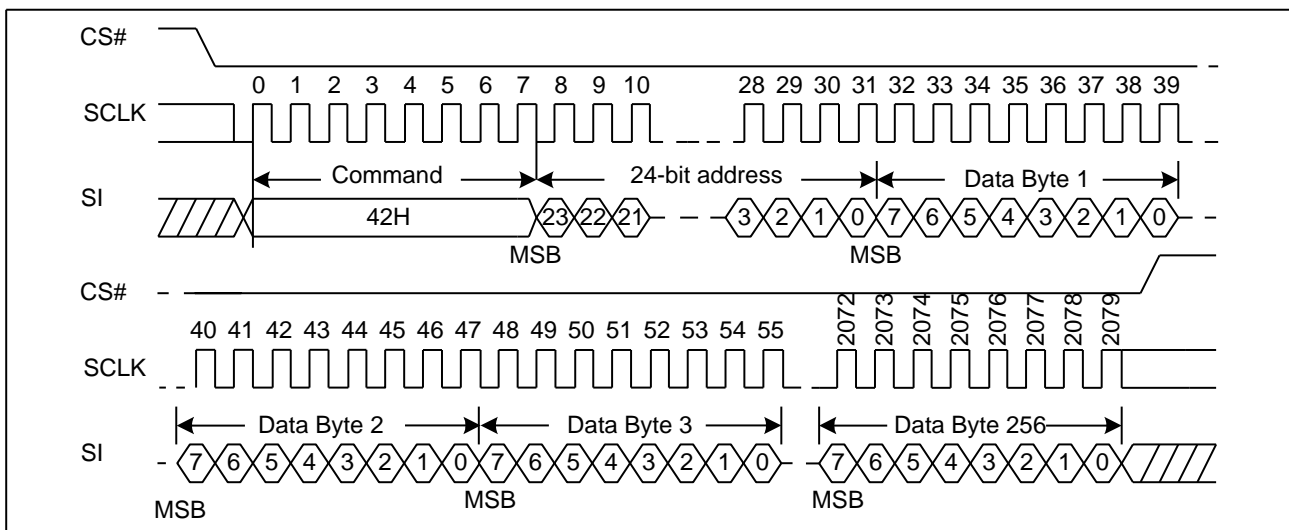 CS#
0 1 2 3 4 5 6 7 8 9 10 28 29 30 31 32 33 34 35 36 37 38 39
SCLK
Command 24-bit address Data Byte 1
SI
42H 23 22 21 3 2 1 0 7 6 5 4 3 2 1 0
MSB MSB
CS#
40 41 42 43 44 45 46 47 48 49 50 51 52 53 54 55 2072 2073 2074 2075 2076 2077 2078 2079
SCLK
Data Byte 2 Data Byte 3 Data Byte 256
SI
7 6 5 4 3 2 1 0 7 6 5 4 3 2 1 0 7 6 5 4 3 2 1 0
MSB MSB MSB